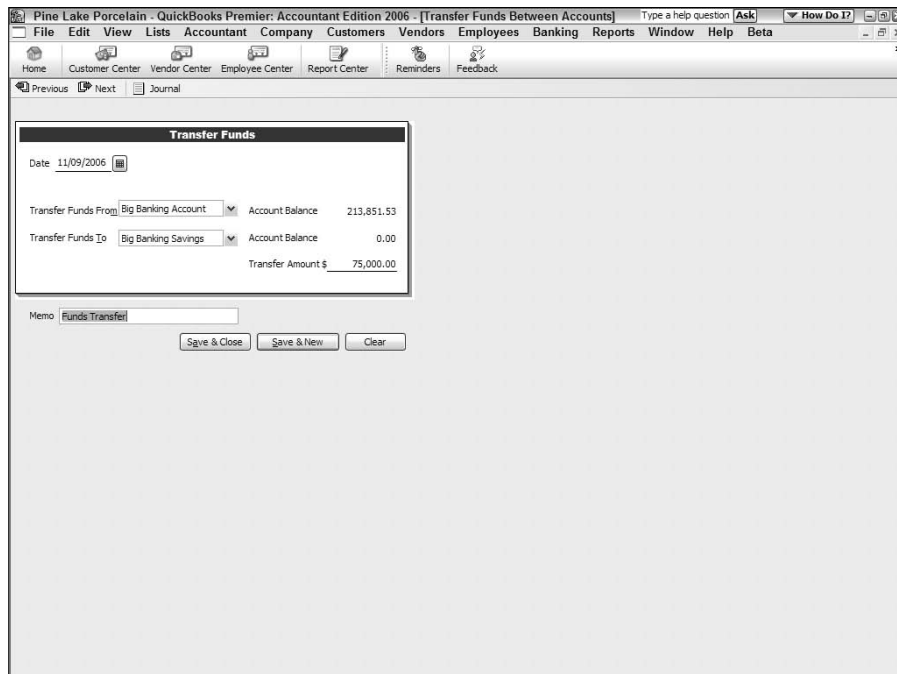 Pine Lake Porcelain - QuickBooks Premier: Accountant Edition 2006 - [Transfer Funds Between Accounts] Type a help question Ask How Do I?
File Edit View Lists Accountant Company Customers Vendors Employees Banking Reports Window Help Beta
Home Customer Center Vendor Center Employee Center Report Center Reminders Feedback
Previous Next Journal
Transfer Funds
Date 11/09/2006
Transfer Funds From Big Banking Account Account Balance 213,851.53
Transfer Funds To Big Banking Savings Account Balance 0.00
Transfer Amount $ 75,000.00
Memo Funds Transfer
Save & Close Save & New Clear